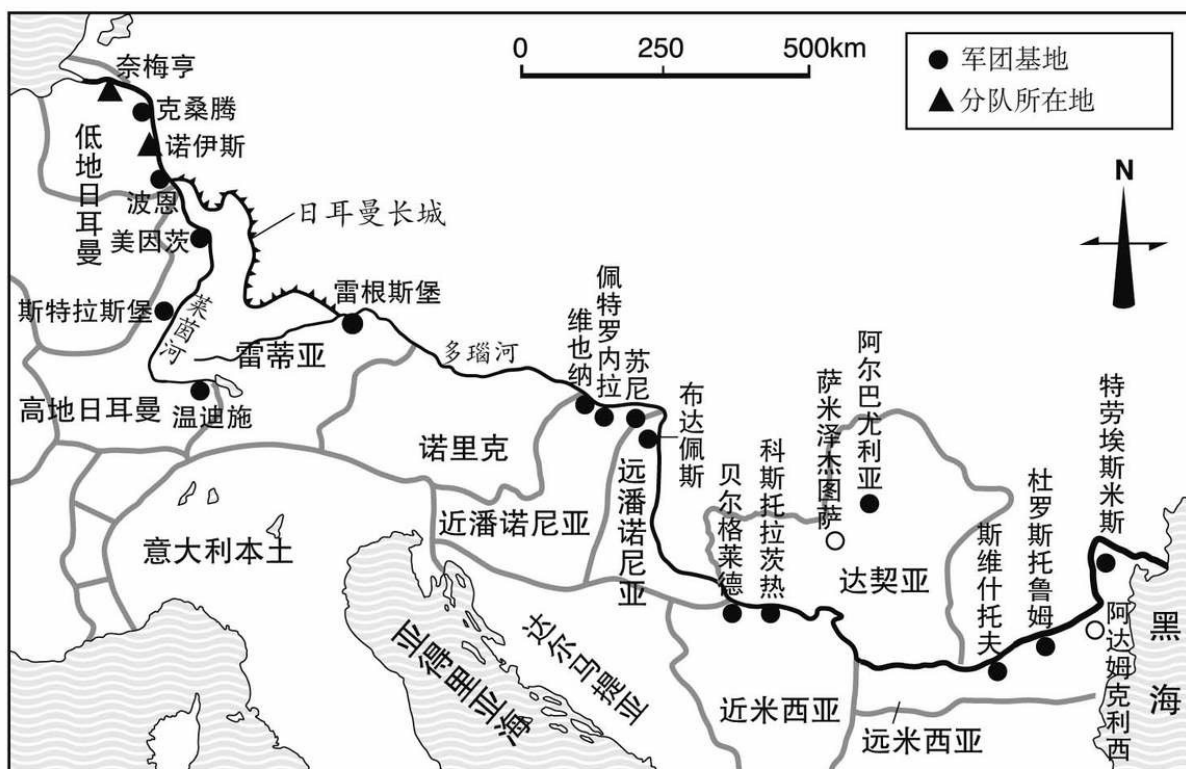 0
250
500km
军团基地
分队所在地
N
奈梅亨
克桑腾
诺伊斯
低地日耳曼
波恩
日耳曼长城
美因茨
斯特拉斯堡
莱茵河
雷根斯堡
雷蒂亚
高地日耳曼
温迪施
多瑙河
维也纳
佩特罗内拉
苏尼
布达佩斯
诺里克
近潘诺尼亚
远潘诺尼亚
意大利本土
贝尔格莱德
科斯托拉茨热
萨米泽杰图萨
阿尔巴尤利亚
达契亚
斯维什托夫
杜罗斯托鲁姆
特劳埃斯米斯
阿达姆克利西
黑海
亚得里亚海
达尔马提亚
近米西亚
远米西亚